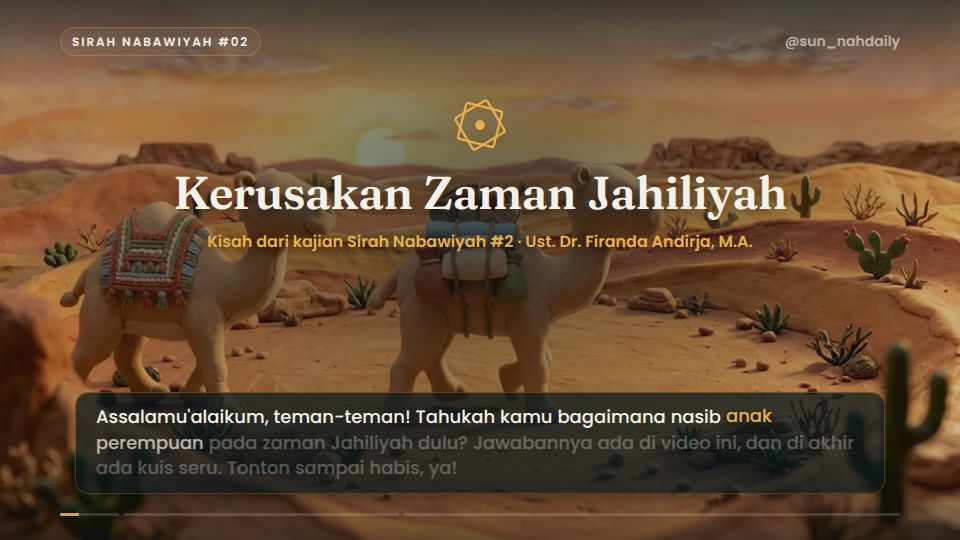 SIRAH NABAWIYAH #02
@sun_nahdaily
Kerusakan Zaman Jahiliyah
Kisah dari kajian Sirah Nabawiyah #2 · Ust. Dr. Firanda Andirja, M.A.
Assalamu'alaikum, teman-teman! Tahukah kamu bagaimana nasib anak
perempuan pada zaman Jahiliyah dulu? Jawabannya ada di video ini, dan di akhir
ada kuis seru. Tonton sampai habis, ya!